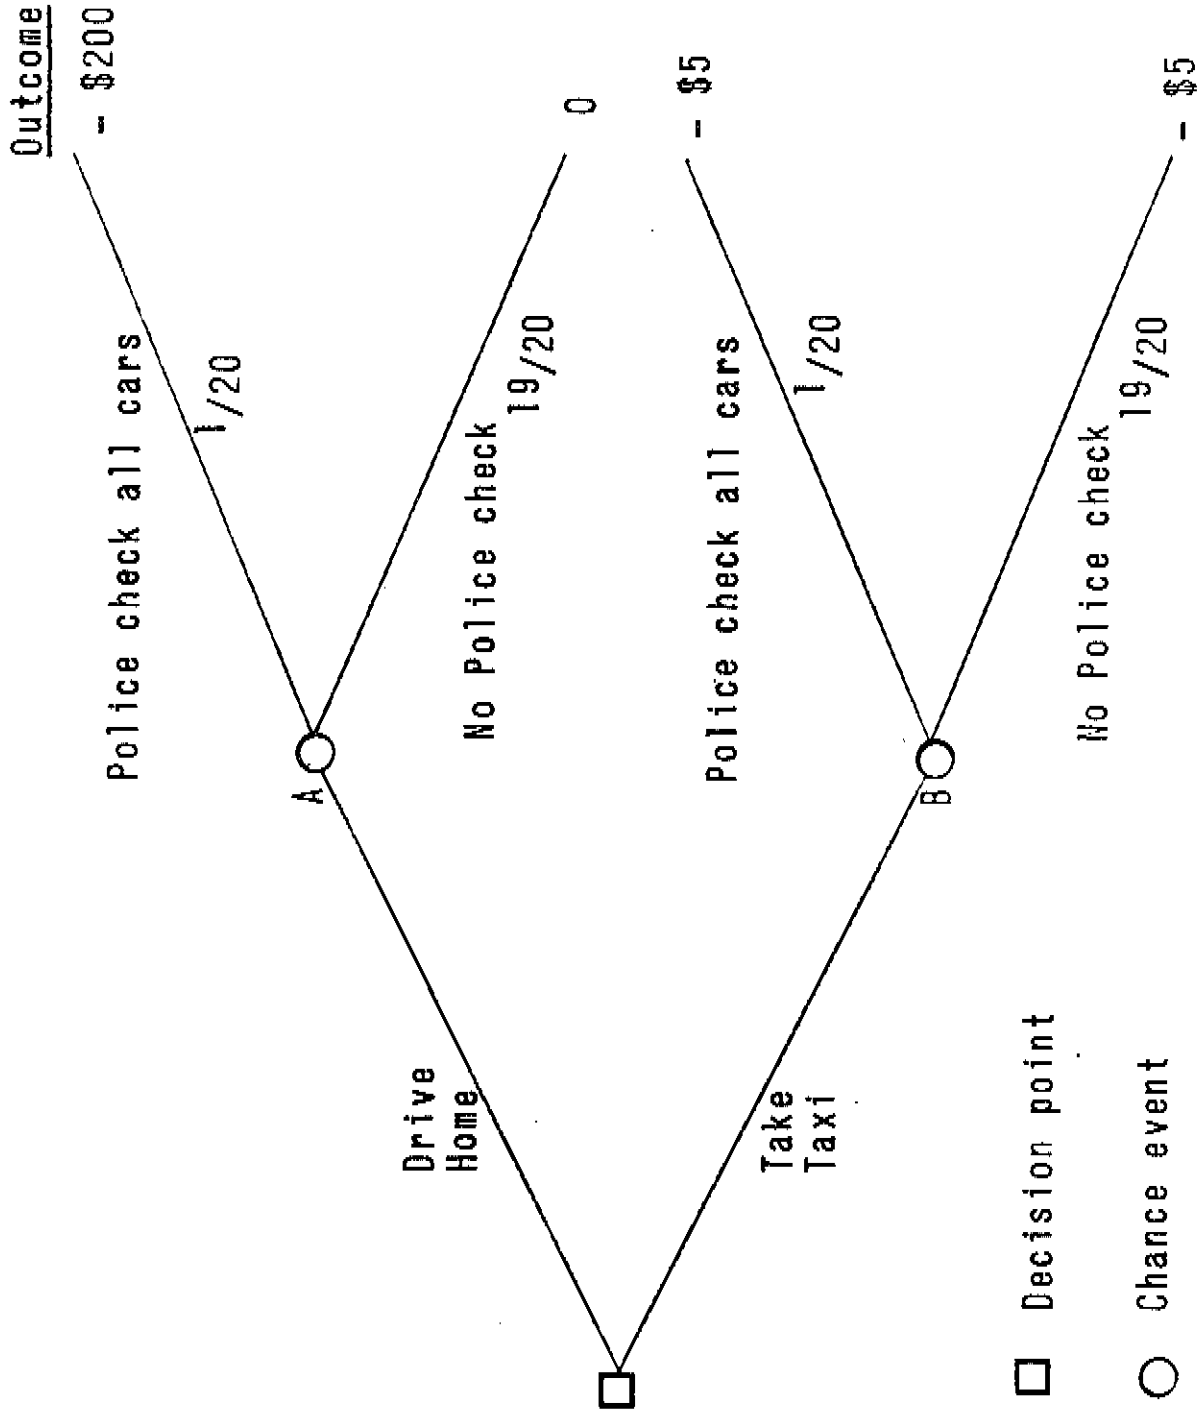 Outcome
- $200
Police check all cars
1/20
A
No Police check
19/20
0
Drive
Home
Police check all cars
1/20
- $5
Take
Taxi
B
No Police check
19/20
- $5
Decision point
Chance event